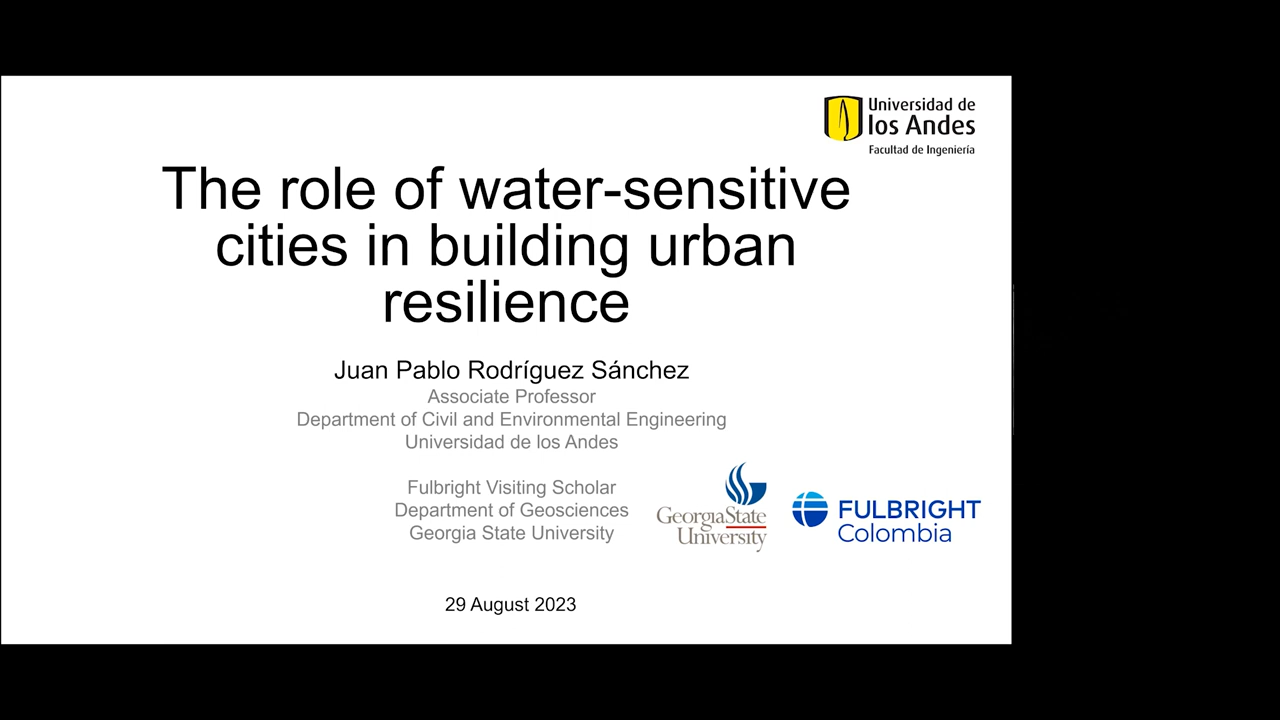 Universidad de
los Andes
Facultad de Ingeniería
The role of water-sensitive
cities in building urban
resilience
Juan Pablo Rodríguez Sánchez
Associate Professor
Department of Civil and Environmental Engineering
Universidad de los Andes
Fulbright Visiting Scholar
Department of Geosciences
Georgia State University
GeorgiaState
University
FULBRIGHT
Colombia
29 August 2023